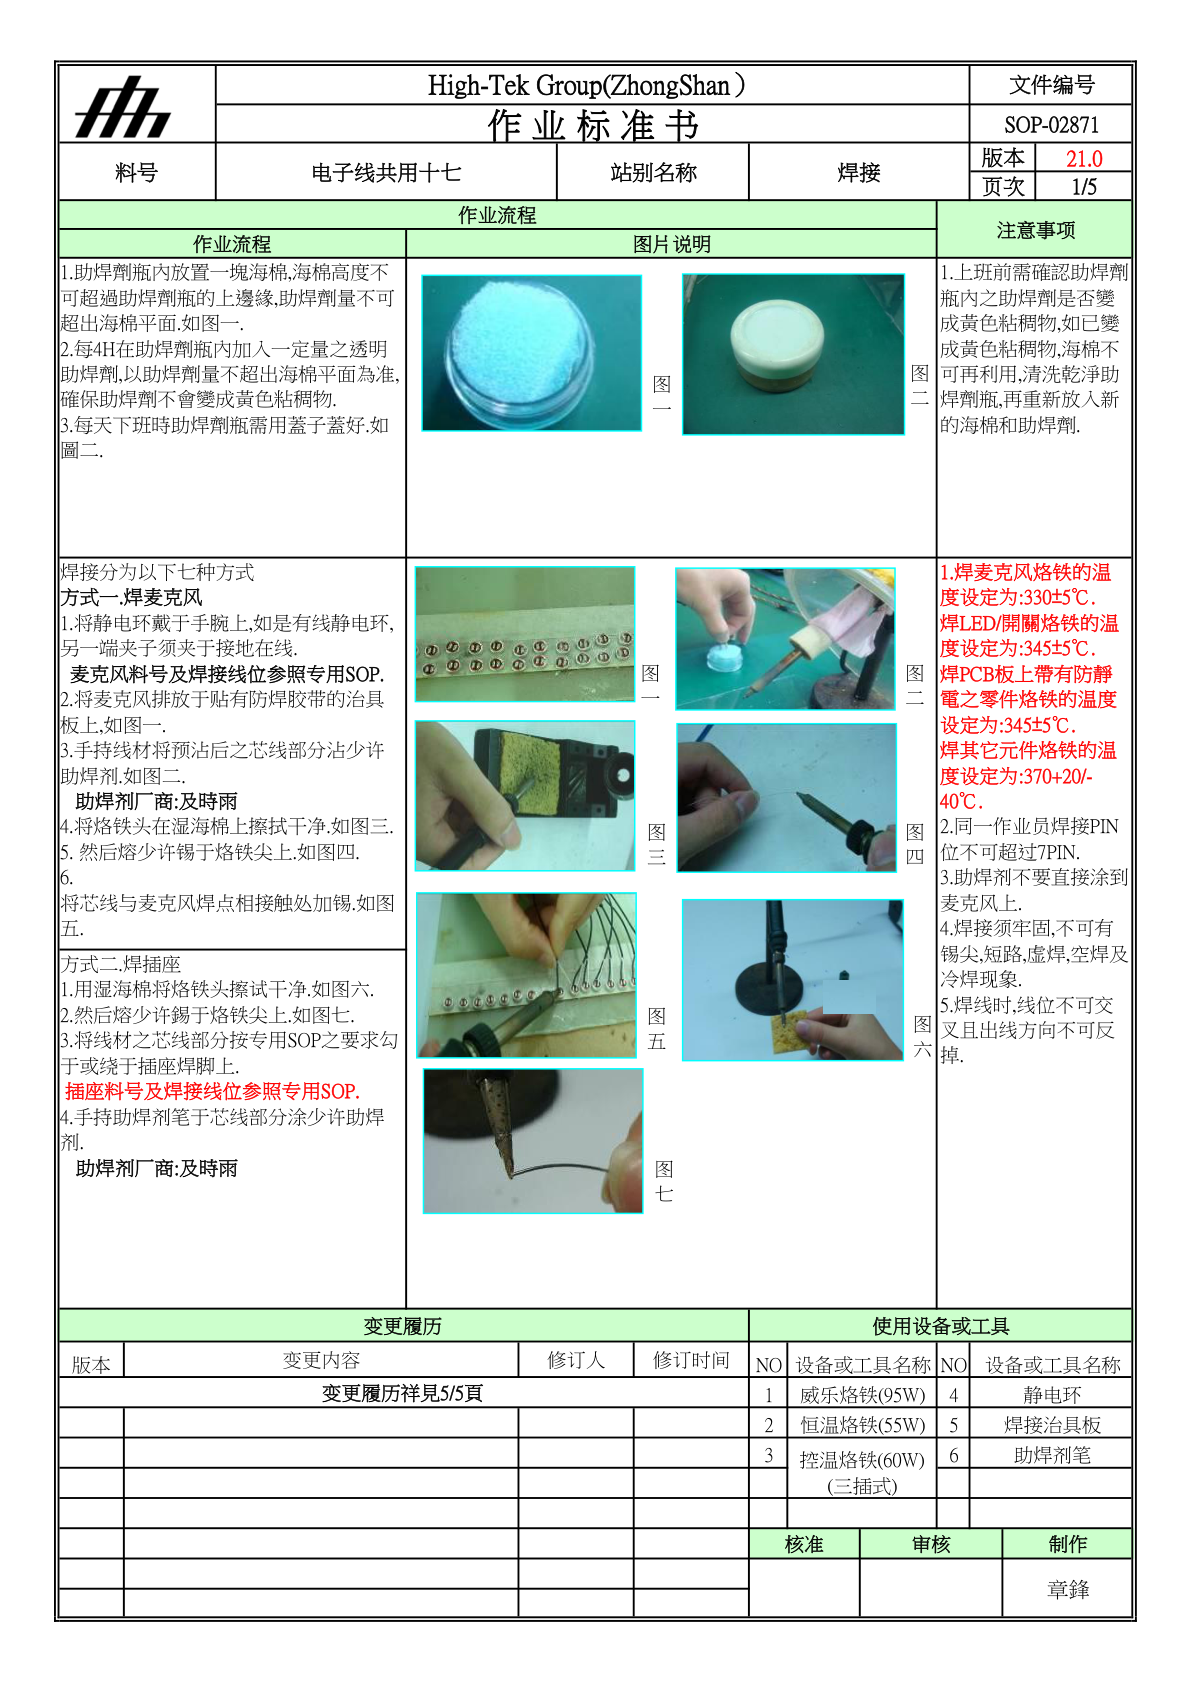 High-Tek Group(ZhongShan）
文件编号
作 业 标 准 书
SOP-02871
料号
电子线共用十七
站别名称
焊接
版本
21.0
页次
1/5
作业流程
注意事项
作业流程
图片说明
1.助焊劑瓶內放置一塊海棉,海棉高度不
可超過助焊劑瓶的上邊緣,助焊劑量不可
超出海棉平面.如图一.
2.每4H在助焊劑瓶內加入一定量之透明
助焊劑,以助焊劑量不超出海棉平面為准,
確保助焊劑不會變成黃色粘稠物.
3.每天下班時助焊劑瓶需用蓋子蓋好.如
圖二.
图
一
图
二
1.上班前需確認助焊劑
瓶內之助焊劑是否變
成黃色粘稠物,如已變
成黃色粘稠物,海棉不
可再利用,清洗乾淨助
焊劑瓶,再重新放入新
的海棉和助焊劑.
焊接分为以下七种方式
方式一.焊麦克风
1.将静电环戴于手腕上,如是有线静电环,
另一端夹子须夹于接地在线.
麦克风料号及焊接线位参照专用SOP.
2.将麦克风排放于贴有防焊胶带的治具
板上,如图一.
3.手持线材将预沾后之芯线部分沾少许
助焊剂.如图二.
助焊剂厂商:及時雨
4.将烙铁头在湿海棉上擦拭干净.如图三.
5. 然后熔少许锡于烙铁尖上.如图四.
6.
将芯线与麦克风焊点相接触处加锡.如图
五.
方式二.焊插座
1.用湿海棉将烙铁头擦试干净.如图六.
2.然后熔少许錫于烙铁尖上.如图七.
3.将线材之芯线部分按专用SOP之要求勾
于或绕于插座焊脚上.
插座料号及焊接线位参照专用SOP.
4.手持助焊剂笔于芯线部分涂少许助焊
剂.
助焊剂厂商:及時雨
图
一
图
二
图
三
图
四
图
五
图
六
图
七
1.焊麦克风烙铁的温
度设定为:330±5℃.
焊LED/開關烙铁的温
度设定为:345±5℃.
焊PCB板上帶有防靜
電之零件烙铁的温度
设定为:345±5℃.
焊其它元件烙铁的温
度设定为:370+20/-
40℃.
2.同一作业员焊接PIN
位不可超过7PIN.
3.助焊剂不要直接涂到
麦克风上.
4.焊接须牢固,不可有
锡尖,短路,虚焊,空焊及
冷焊现象.
5.焊线时,线位不可交
叉且出线方向不可反
掉.
变更履历
使用设备或工具
版本
变更内容
修订人
修订时间
NO
设备或工具名称
NO
设备或工具名称
变更履历祥見5/5頁
1
威乐烙铁(95W)
4
静电环
2
恒温烙铁(55W)
5
焊接治具板
3
控温烙铁(60W)
(三插式)
6
助焊剂笔
核准
审核
制作
章鋒